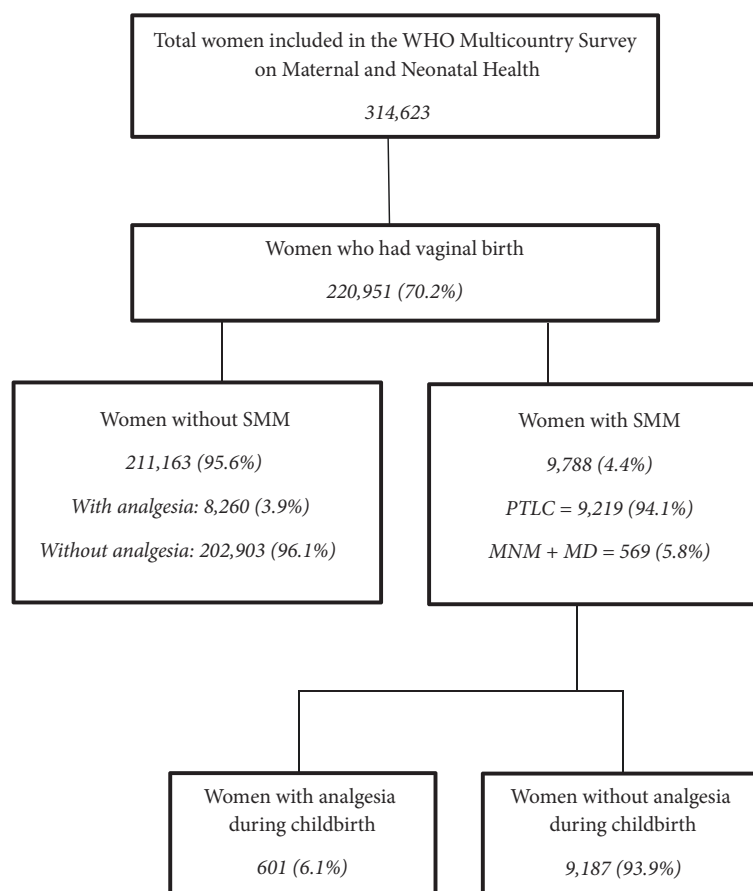 Total women included in the WHO Multicountry Survey
on Maternal and Neonatal Health
314,623
Women who had vaginal birth
220,951 (70.2%)
Women without SMM
211,163 (95.6%)
With analgesia: 8,260 (3.9%)
Without analgesia: 202,903 (96.1%)
Women with SMM
9,788 (4.4%)
PTLC = 9,219 (94.1%)
MNM + MD = 569 (5.8%)
Women with analgesia
during childbirth
601 (6.1%)
Women without analgesia
during childbirth
9,187 (93.9%)